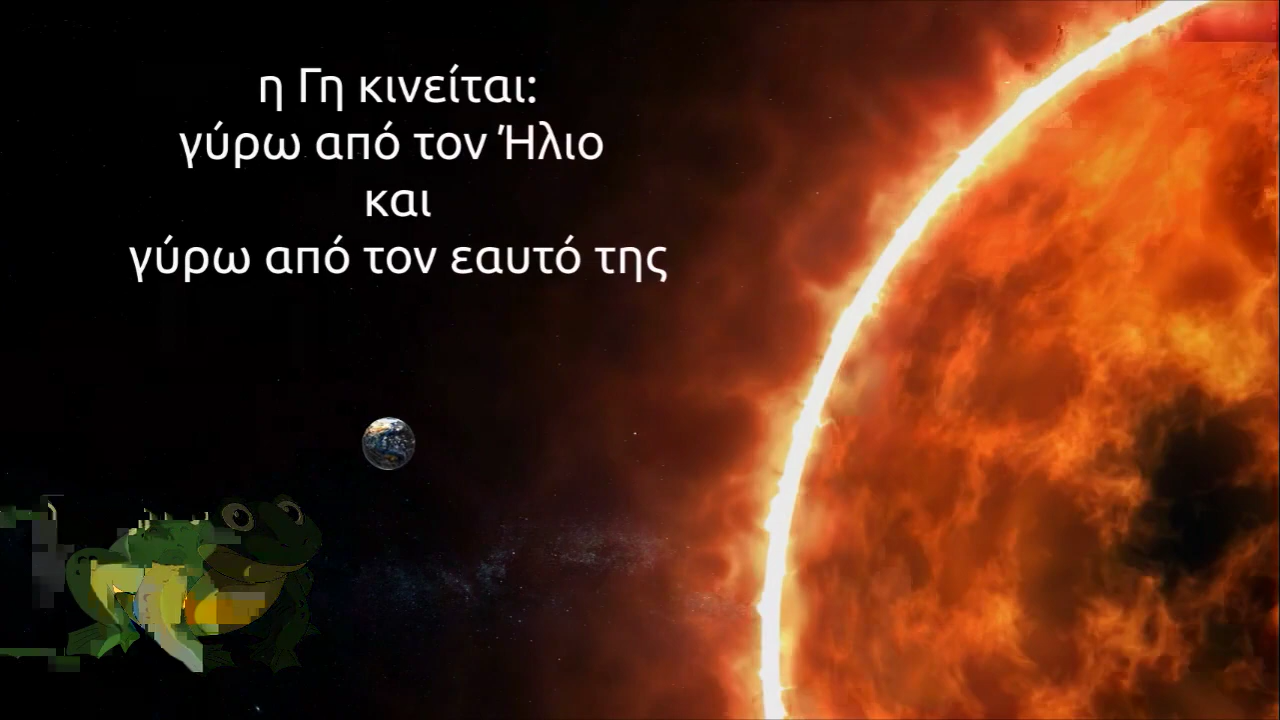 η Γη κινείται:
γύρω από τον Ήλιο
και
γύρω από τον εαυτό της